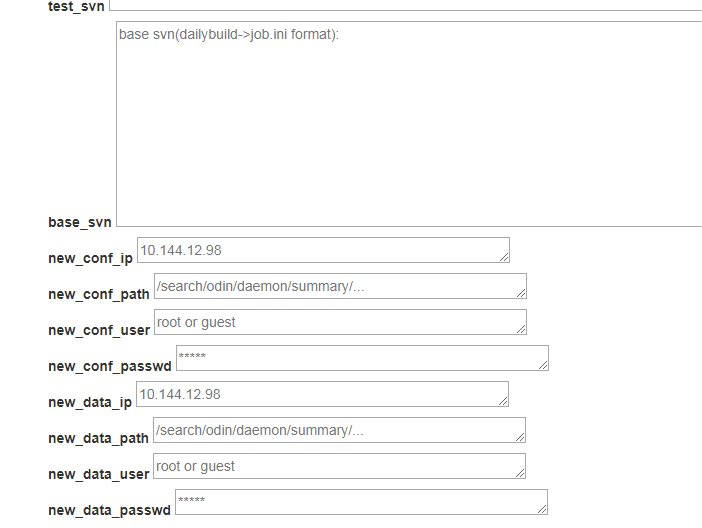 test_svn
base svn(dailybuild->job.ini format):
base_svn
new_conf_ip 10.144.12.98
new_conf_path /search/odin/daemon/summary/...
new_conf_user root or guest
new_conf_passwd *****
new_data_ip 10.144.12.98
new_data_path /search/odin/daemon/summary/...
new_data_user root or guest
new_data_passwd *****